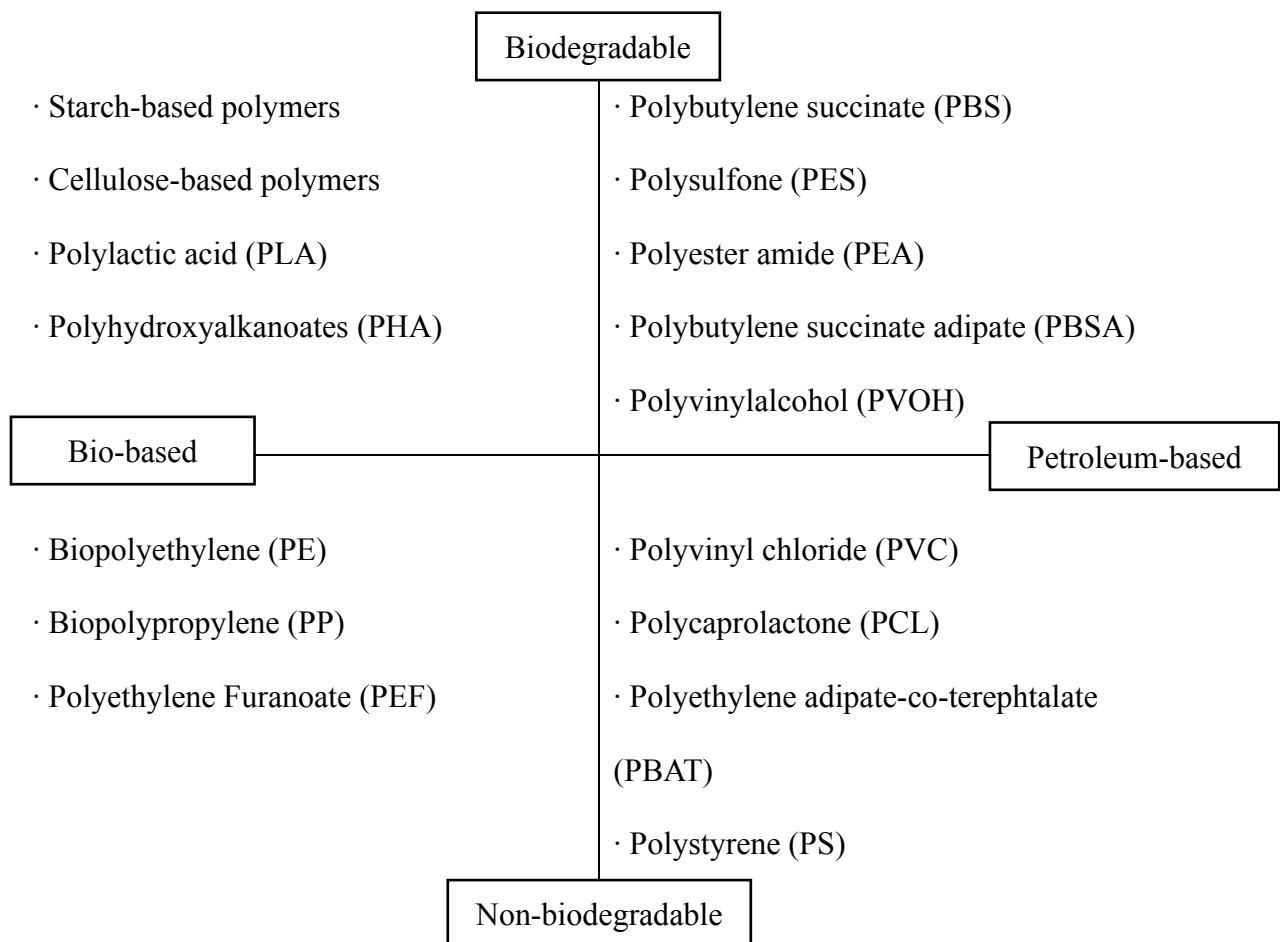 Biodegradable
· Starch-based polymers
· Cellulose-based polymers
· Polylactic acid (PLA)
· Polyhydroxyalkanoates (PHA)
· Polybutylene succinate (PBS)
· Polysulfone (PES)
· Polyester amide (PEA)
· Polybutylene succinate adipate (PBSA)
· Polyvinylalcohol (PVOH)
Bio-based
Petroleum-based
· Biopolyethylene (PE)
· Biopolypropylene (PP)
· Polyethylene Furanoate (PEF)
· Polyvinyl chloride (PVC)
· Polycaprolactone (PCL)
· Polyethylene adipate-co-terephtalate
(PBAT)
· Polystyrene (PS)
Non-biodegradable